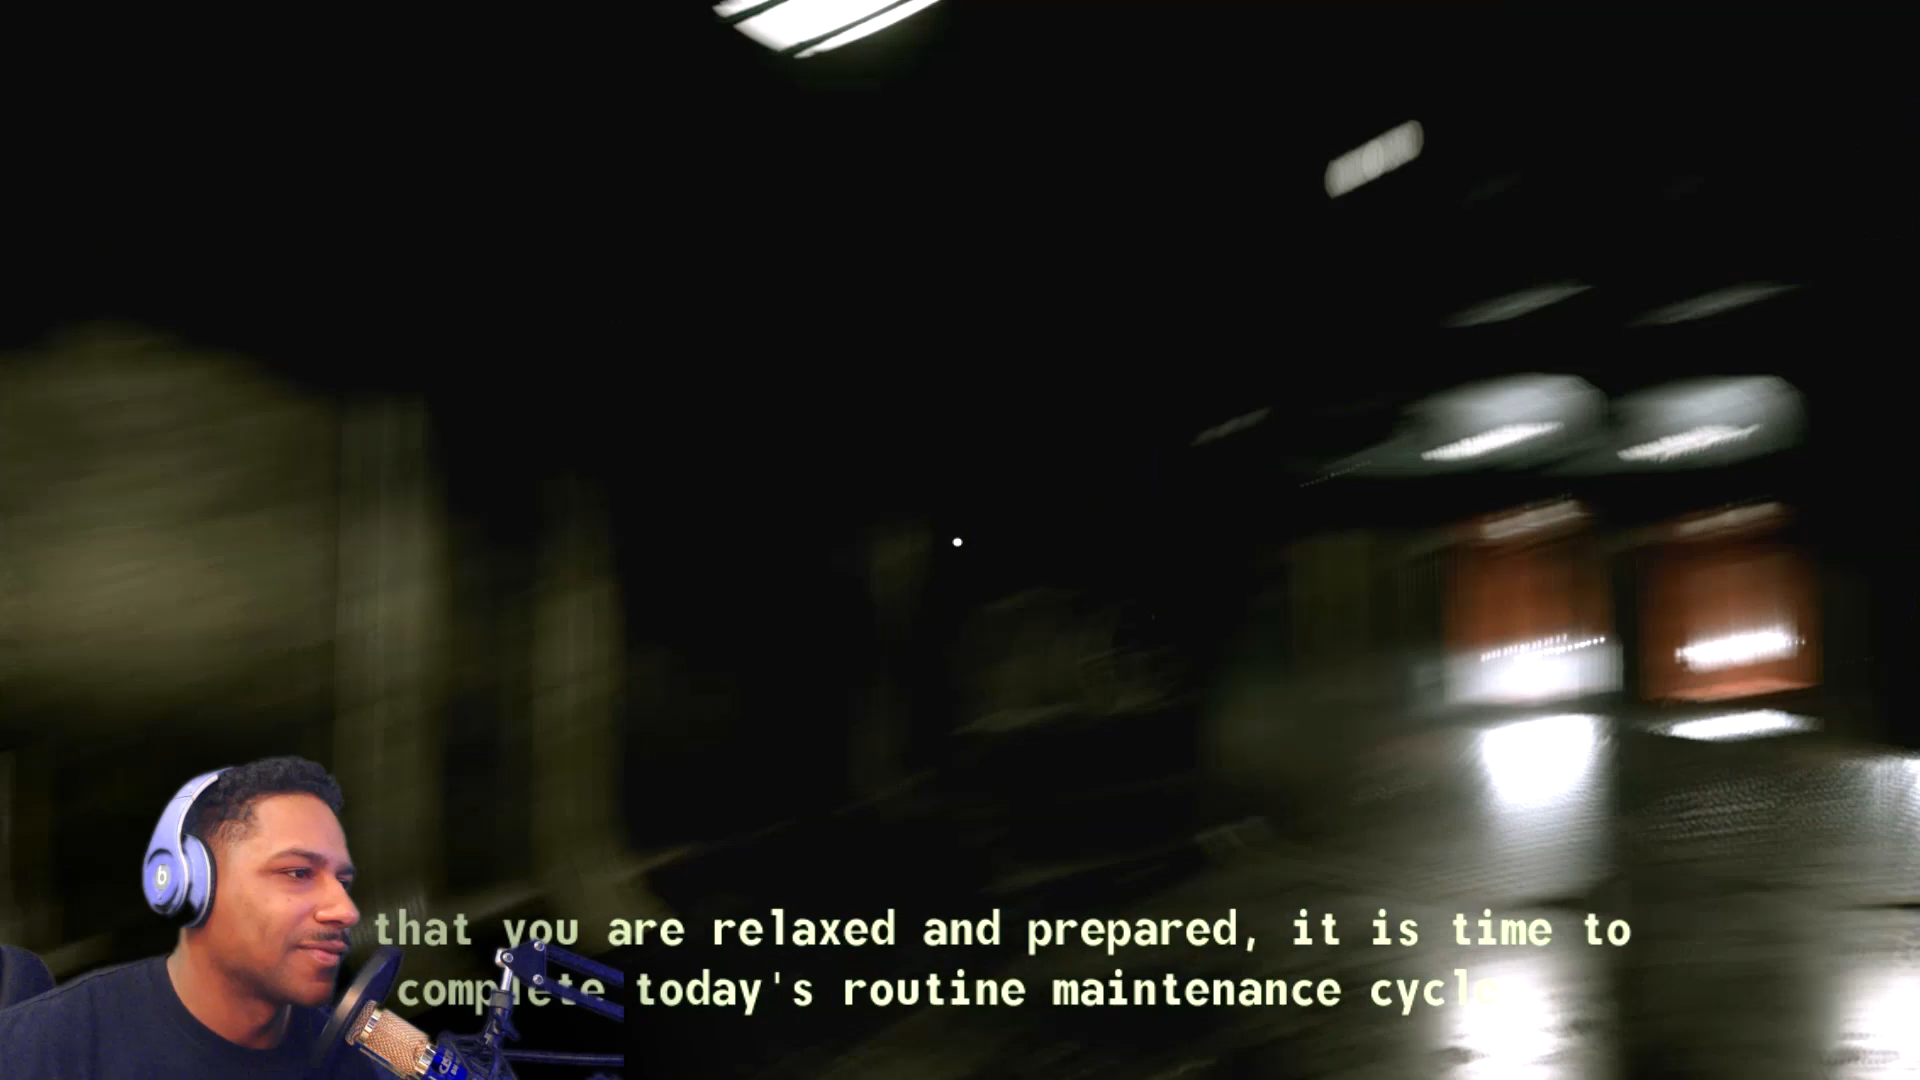 that you are relaxed and prepared, it is time to
complete today's routine maintenance cycle
b